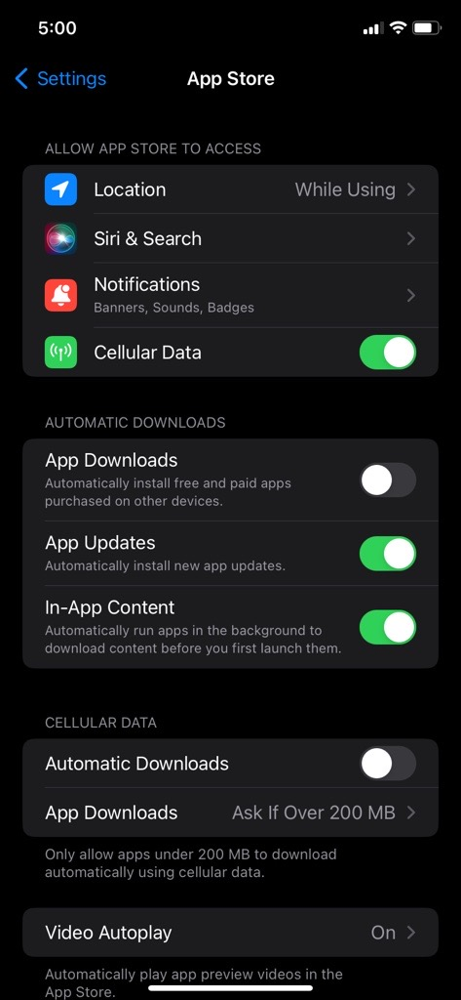 5:00
Settings
App Store
ALLOW APP STORE TO ACCESS
Location While Using
Siri & Search
Notifications
Banners, Sounds, Badges
Cellular Data
AUTOMATIC DOWNLOADS
App Downloads
Automatically install free and paid apps
purchased on other devices.
App Updates
Automatically install new app updates.
In-App Content
Automatically run apps in the background to
download content before you first launch them.
CELLULAR DATA
Automatic Downloads
App Downloads Ask If Over 200 MB
Only allow apps under 200 MB to download
automatically using cellular data.
Video Autoplay On
Automatically play app preview videos in the
App Store.